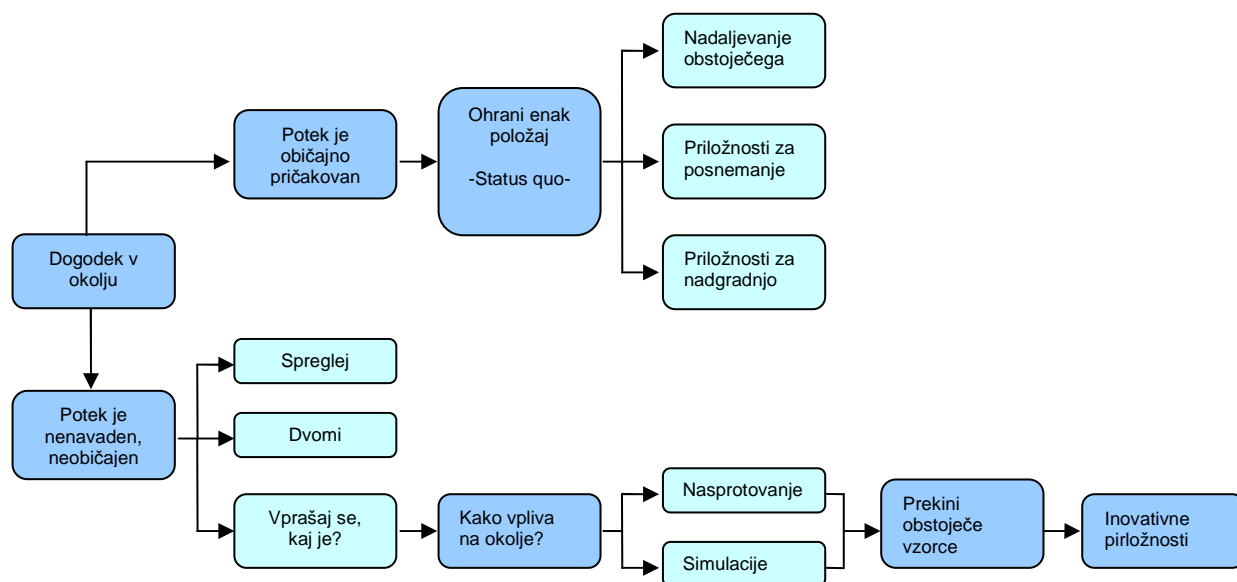 Nadaljevanje
obstoječega
Ohrani enak
položaj
-Status quo-
Potek je
običajno
pričakovan
Priložnosti za
posnemanje
Dogodek v
okolju
Priložnosti za
nadgradnjo
Spreglej
Potek je
nenavaden,
neobičajen
Dvomi
Vprašaj se,
kaj je?
Kako vpliva
na okolje?
Nasprotovanje
Simulacije
Prekini
obstoječe
vzorce
Inovativne
pirložnosti